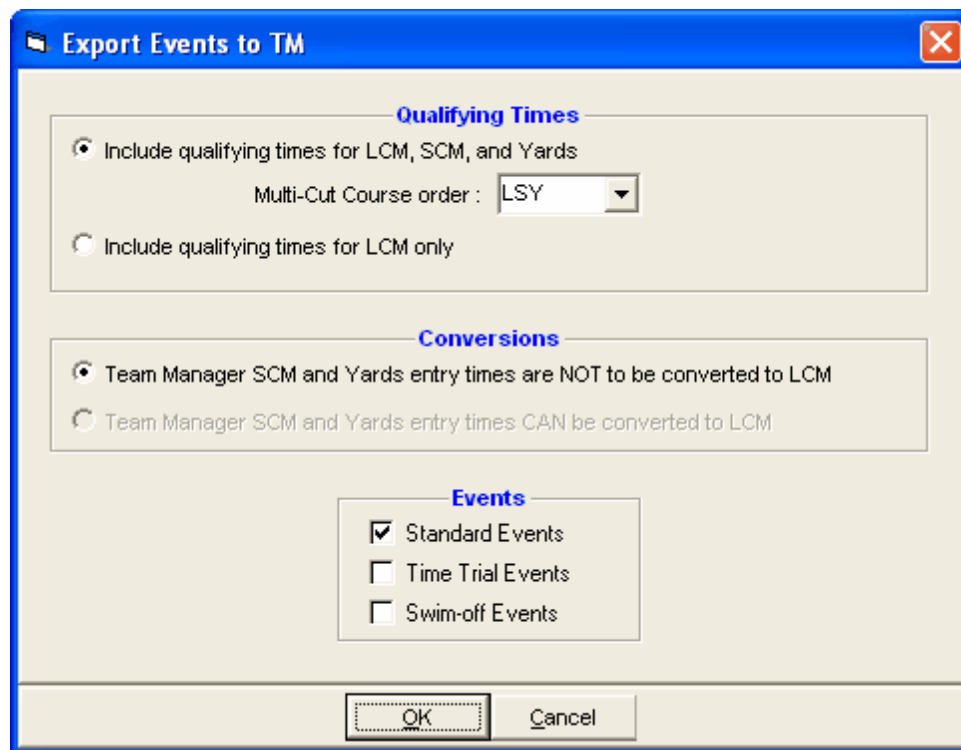 Export Events to TM
Qualifying Times
Include qualifying times for LCM, SCM, and Yards
Multi-Cut Course order : LSY
Include qualifying times for LCM only
Conversions
Team Manager SCM and Yards entry times are NOT to be converted to LCM
Team Manager SCM and Yards entry times CAN be converted to LCM
Events
Standard Events
Time Trial Events
Swim-off Events
OK Cancel